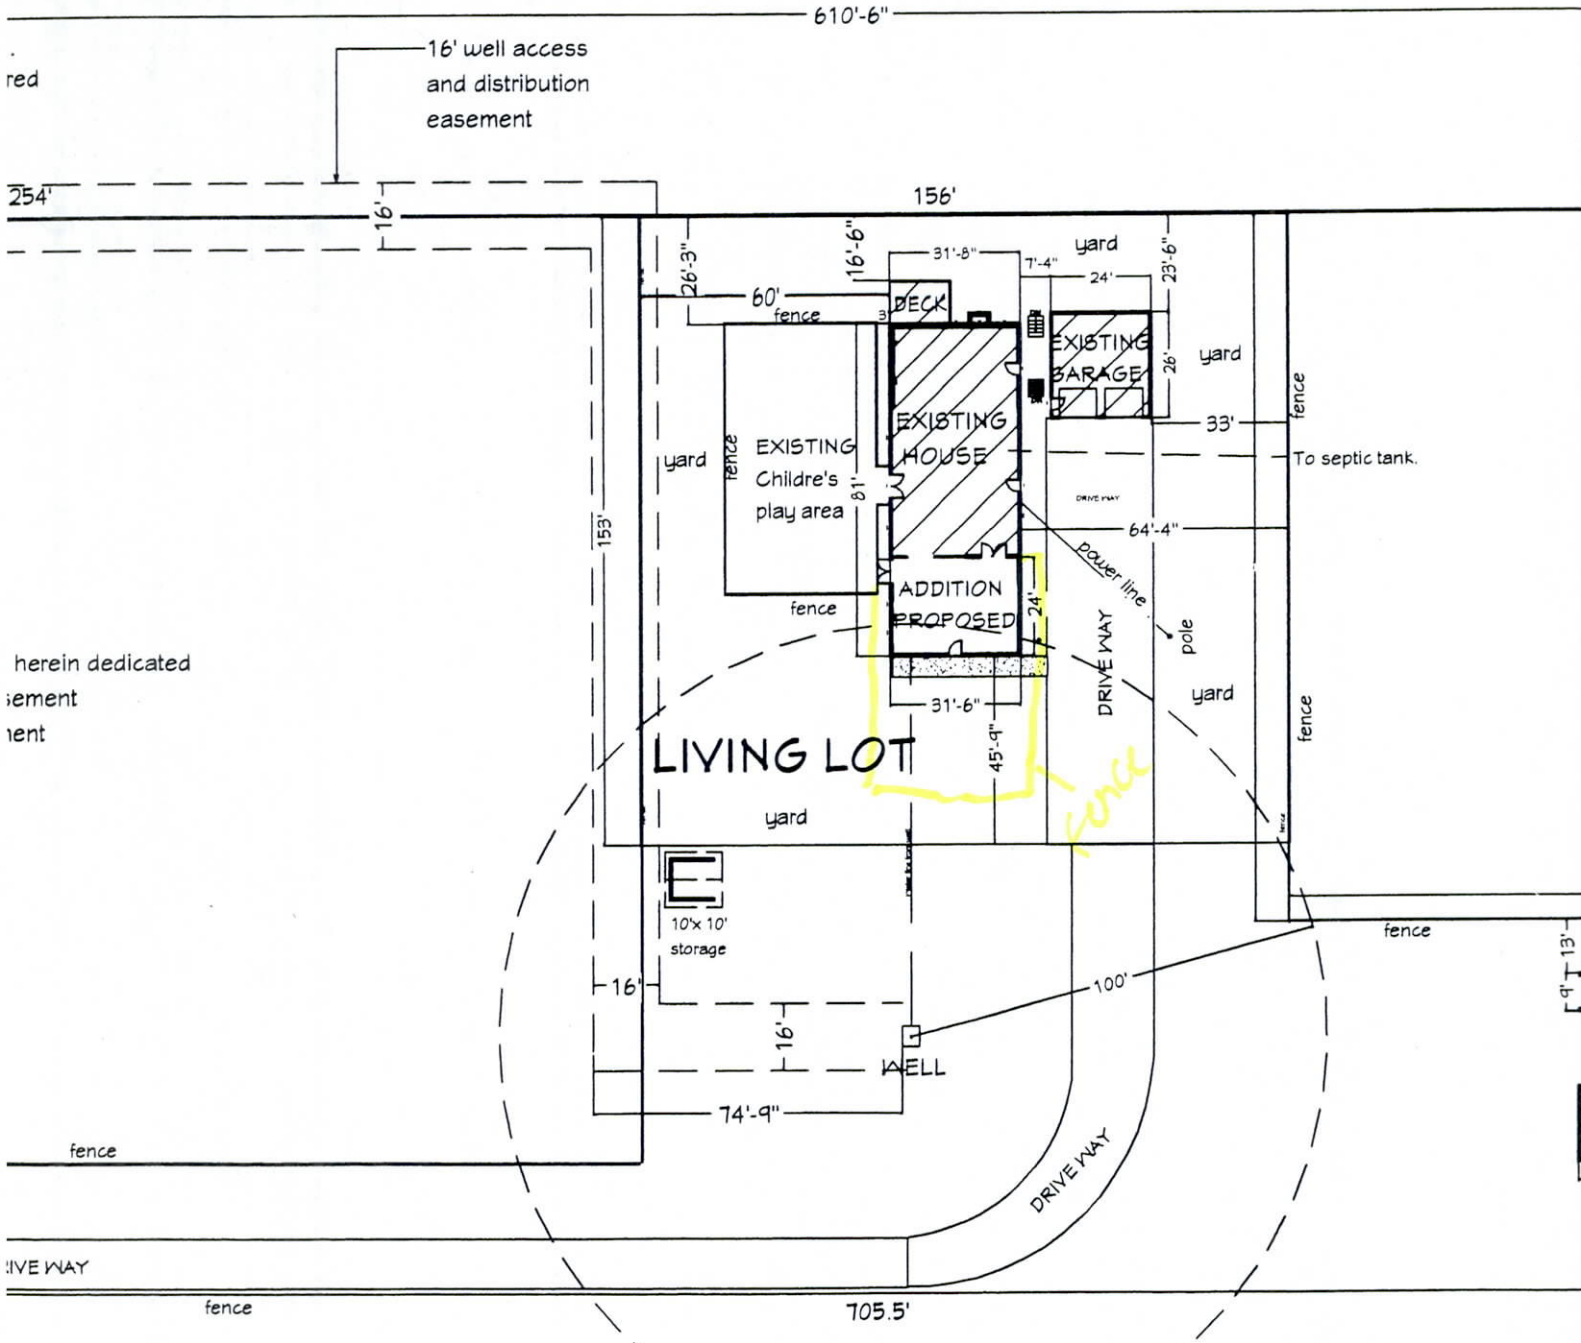 610'-6"
16' well access
and distribution
easement
red
254'
16'
156'
26'-3"
16'-6"
31'-8"
7'-4"
yard
24'
23'-6"
60'
fence
3
DECK
EXISTING
GARAGE
26'
yard
fence
33'
EXISTING
HOUSE
yard
fence
EXISTING
Childre's
play area
81'
To septic tank.
DRIVE WAY
64'-4"
153'
power line
pole
ADDITION
PROPOSED
24'
fence
DRIVE WAY
yard
fence
herein dedicated
sement
nent
31'-6"
45'-9"
LIVING LOT
Fence
yard
fence
10'x 10'
storage
fence
13'
9'
100'
16'
16'
WELL
74'-9"
fence
DRIVE WAY
RIVE WAY
fence
705.5'